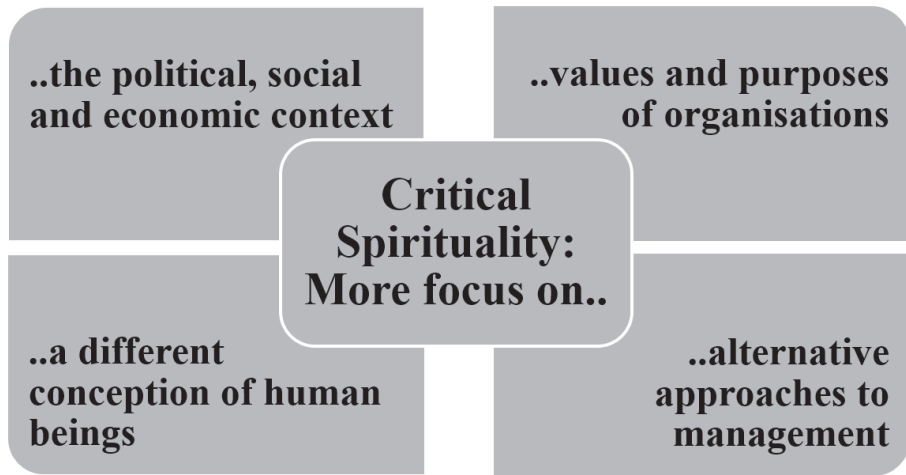 ..the political, social
and economic context
..values and purposes
of organisations
Critical
Spirituality:
More focus on..
..a different
conception of human
beings
..alternative
approaches to
management